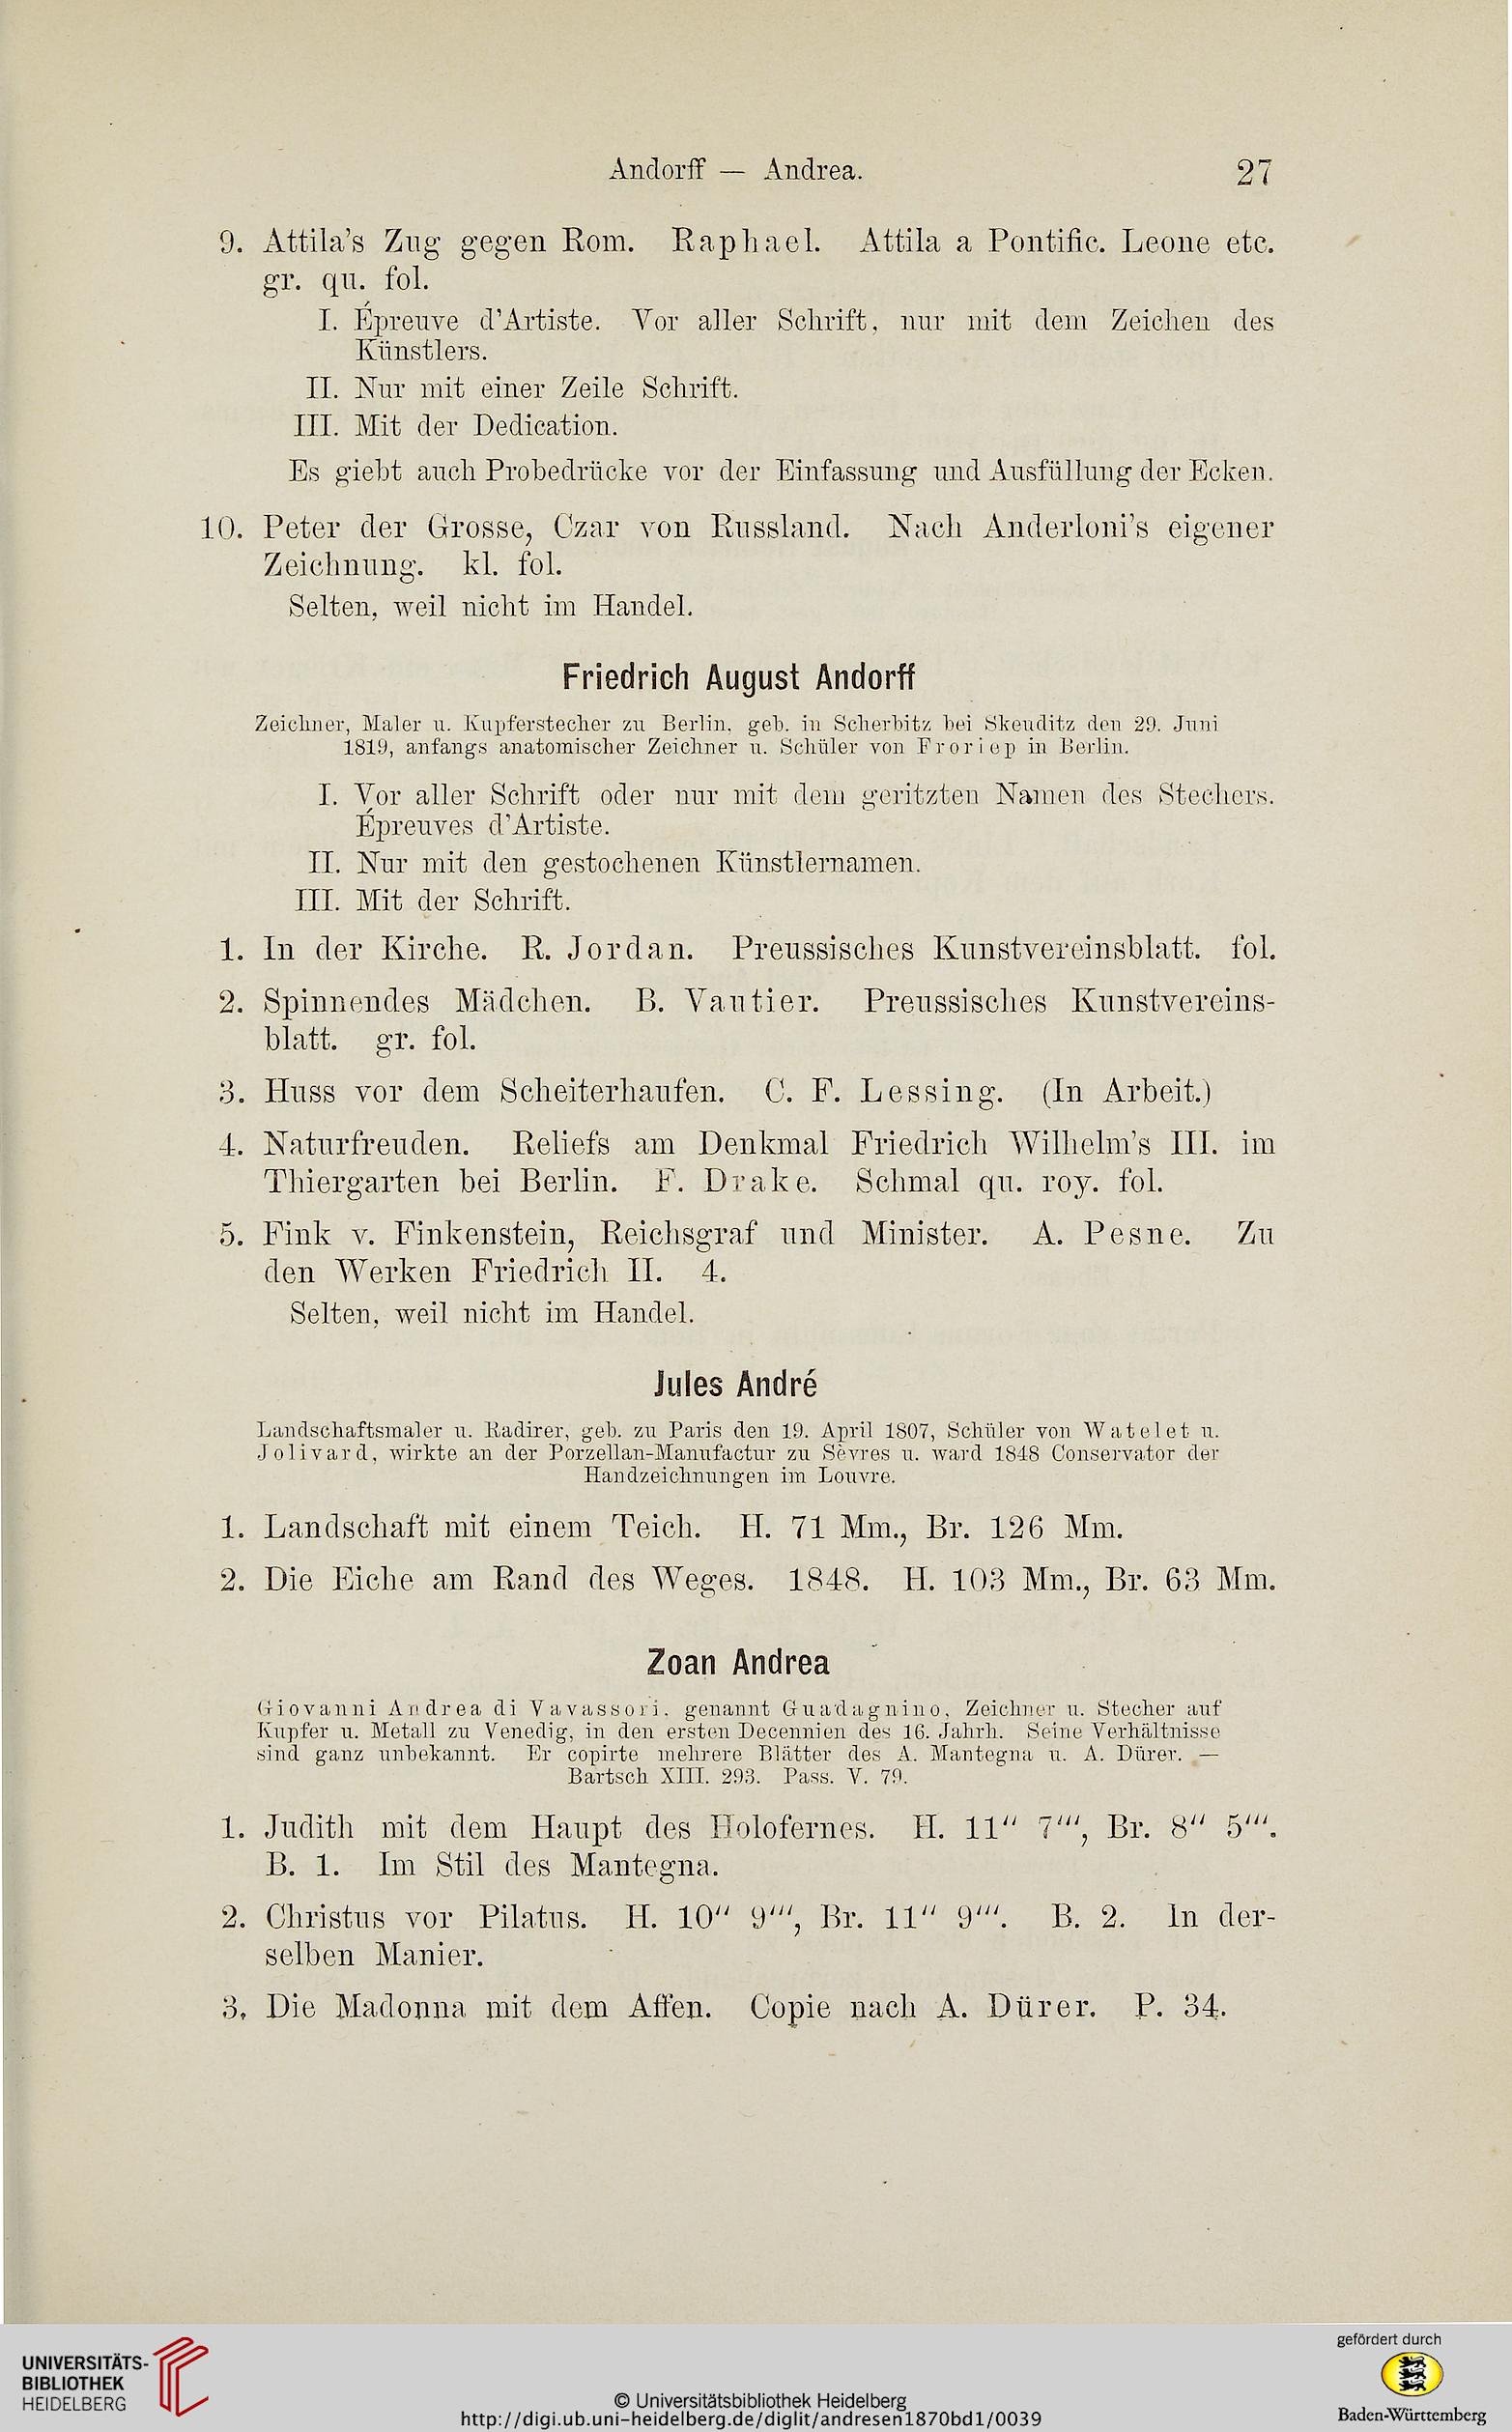 Andorff — Andrea. 27
9. Attila's Zug gegen Rom. Raphael. Attila a Pontific. Leone etc.
gr. qu. fol.
I. Épreuve d'Artiste. Vor aller Schrift, nur mit dem Zeichen des
Künstlers.
II. Nur mit einer Zeile Schrift.
III. Mit der Dedication.
Es giebt auch Probedrücke vor der Einfassung und Ausfüllung der Ecken.
10. Peter der Grosse, Czar von Russland. Nach Anderloni's eigener
Zeichnung. kl. fol.
Selten, weil nicht im Handel.
Friedrich August Andorff
Zeichner, Maler u. Kupferstecher zu Berlin, geb. in Scherbitz bei Skeuditz den 29. Juni
1819, anfangs anatomischer Zeichner u. Schüler von Froriep in Berlin.
I. Vor aller Schrift oder nur mit dem geritzten Namen des Stechers.
Épreuves d'Artiste.
II. Nur mit den gestochenen Künstlernamen.
III. Mit der Schrift.
1. In der Kirche. R. Jordan. Preussisches Kunstvereinsblatt. fol.
2. Spinnendes Mädchen. B. Vautier. Preussisches Kunstvereins-
blatt. gr. fol.
3. Huss vor dem Scheiterhaufen. C. F. Lessing. (In Arbeit.)
4. Naturfreuden. Reliefs am Denkmal Friedrich Wilhelm's III. im
Thiergarten bei Berlin. F. Drake. Schmal qu. roy. fol.
5. Fink v. Finkenstein, Reichsgraf und Minister. A. Pesne. Zu
den Werken Friedrich II. 4.
Selten, weil nicht im Handel.
Jules André
Landschaftsmaler u. Radirer, geb. zu Paris den 19. April 1807, Schüler von Watelet u.
Jolivard, wirkte an der Porzellan-Manufactur zu Sèvres u. ward 1848 Conservator der
Handzeichnungen im Louvre.
1. Landschaft mit einem Teich. H. 71 Mm., Br. 126 Mm.
2. Die Eiche am Rand des Weges. 1848. H. 103 Mm., Br. 63 Mm.
Zoan Andrea
Giovanni Andrea di Vavassori, genannt Guadagnino, Zeichner u. Stecher auf
Kupfer u. Metall zu Venedig, in den ersten Decennien des 16. Jahrh. Seine Verhältnisse
sind ganz unbekannt. Er copirte mehrere Blätter des A. Mantegna u. A. Dürer. —
Bartsch XIII. 293. Pass. V. 79.
1. Judith mit dem Haupt des Holofernes. H. 11″ 7‴, Br. 8″ 5‴.
B. 1. Im Stil des Mantegna.
2. Christus vor Pilatus. H. 10″ 9‴, Br. 11″ 9‴. B. 2. In der-
selben Manier.
3. Die Madonna mit dem Affen. Copie nach A. Dürer. P. 34.
UNIVERSITÄTS-
BIBLIOTHEK
HEIDELBERG
© Universitätsbibliothek Heidelberg
http://digi.ub.uni-heidelberg.de/diglit/andresen1870bd1/0039
gefördert durch
Baden-Württemberg